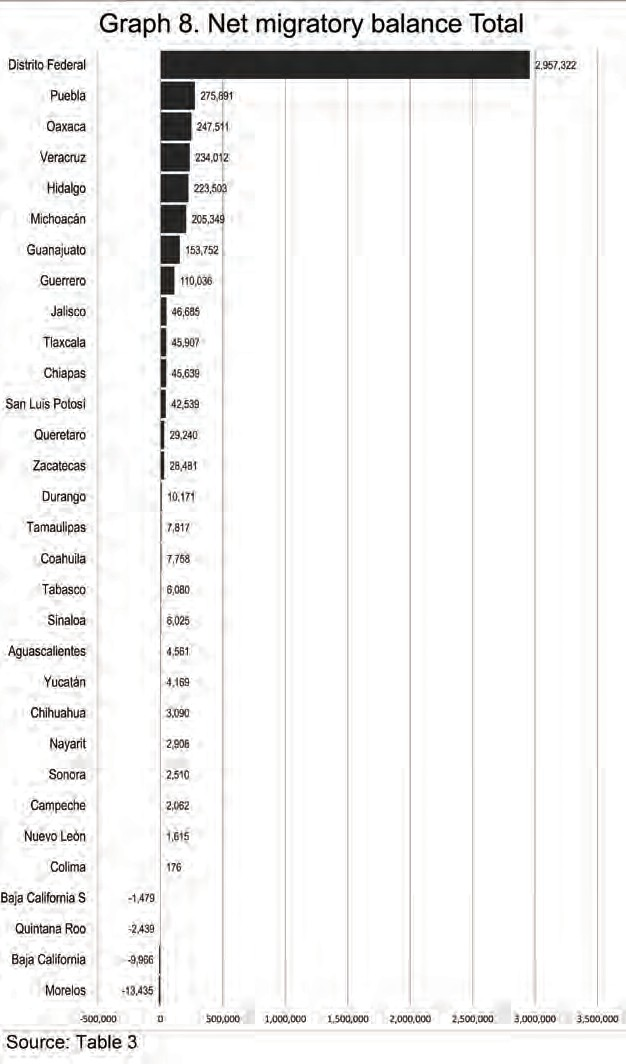 Graph 8. Net migratory balance Total
Distrito Federal 2,957,322
Puebla 275,891
Oaxaca 247,511
Veracruz 234,012
Hidalgo 223,503
Michoacán 205,349
Guanajuato 153,752
Guerrero 110,036
Jalisco 46,685
Tlaxcala 45,907
Chiapas 45,639
San Luis Potosí 42,539
Queretaro 29,240
Zacatecas 28,481
Durango 10,171
Tamaulipas 7,817
Coahuila 7,758
Tabasco 6,080
Sinaloa 6,025
Aguascalientes 4,561
Yucatán 4,169
Chihuahua 3,090
Nayarit 2,906
Sonora 2,510
Campeche 2,062
Nuevo Leòn 1,615
Colima 176
Baja California S -1,479
Quintana Roo -2,439
Baja California -9,966
Morelos -13,435
-500,000 0 500,000 1,000,000 1,500,000 2,000,000 2,500,000 3,000,000 3,500,000
Source: Table 3